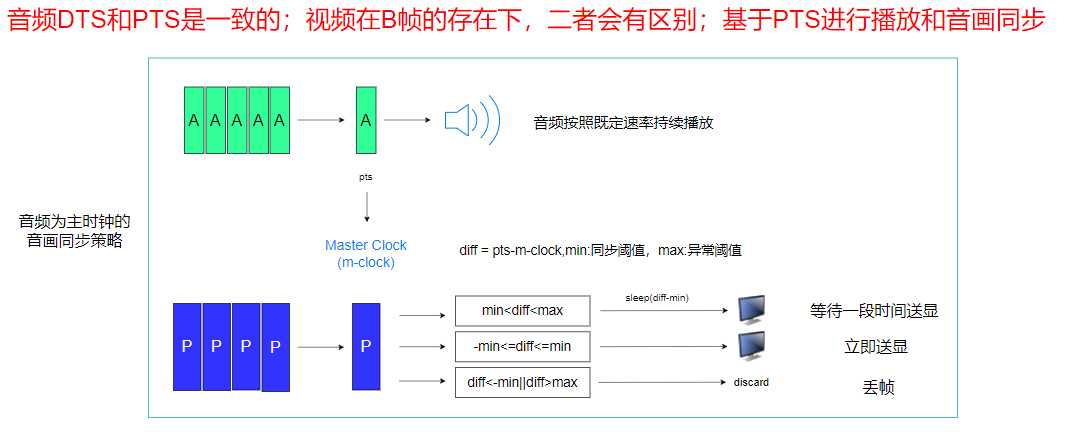 音频DTS和PTS是一致的；视频在B帧的存在下，二者会有区别；基于PTS进行播放和音画同步
A A A A A
A
音频按照既定速率持续播放
pts
音频为主时钟的
音画同步策略
Master Clock
(m-clock)
diff = pts-m-clock,min:同步阈值，max:异常阈值
P P P P
P
min<diff<max
sleep(diff-min)
等待一段时间送显
-min<=diff<=min
立即送显
diff<-min||diff>max
discard
丢帧